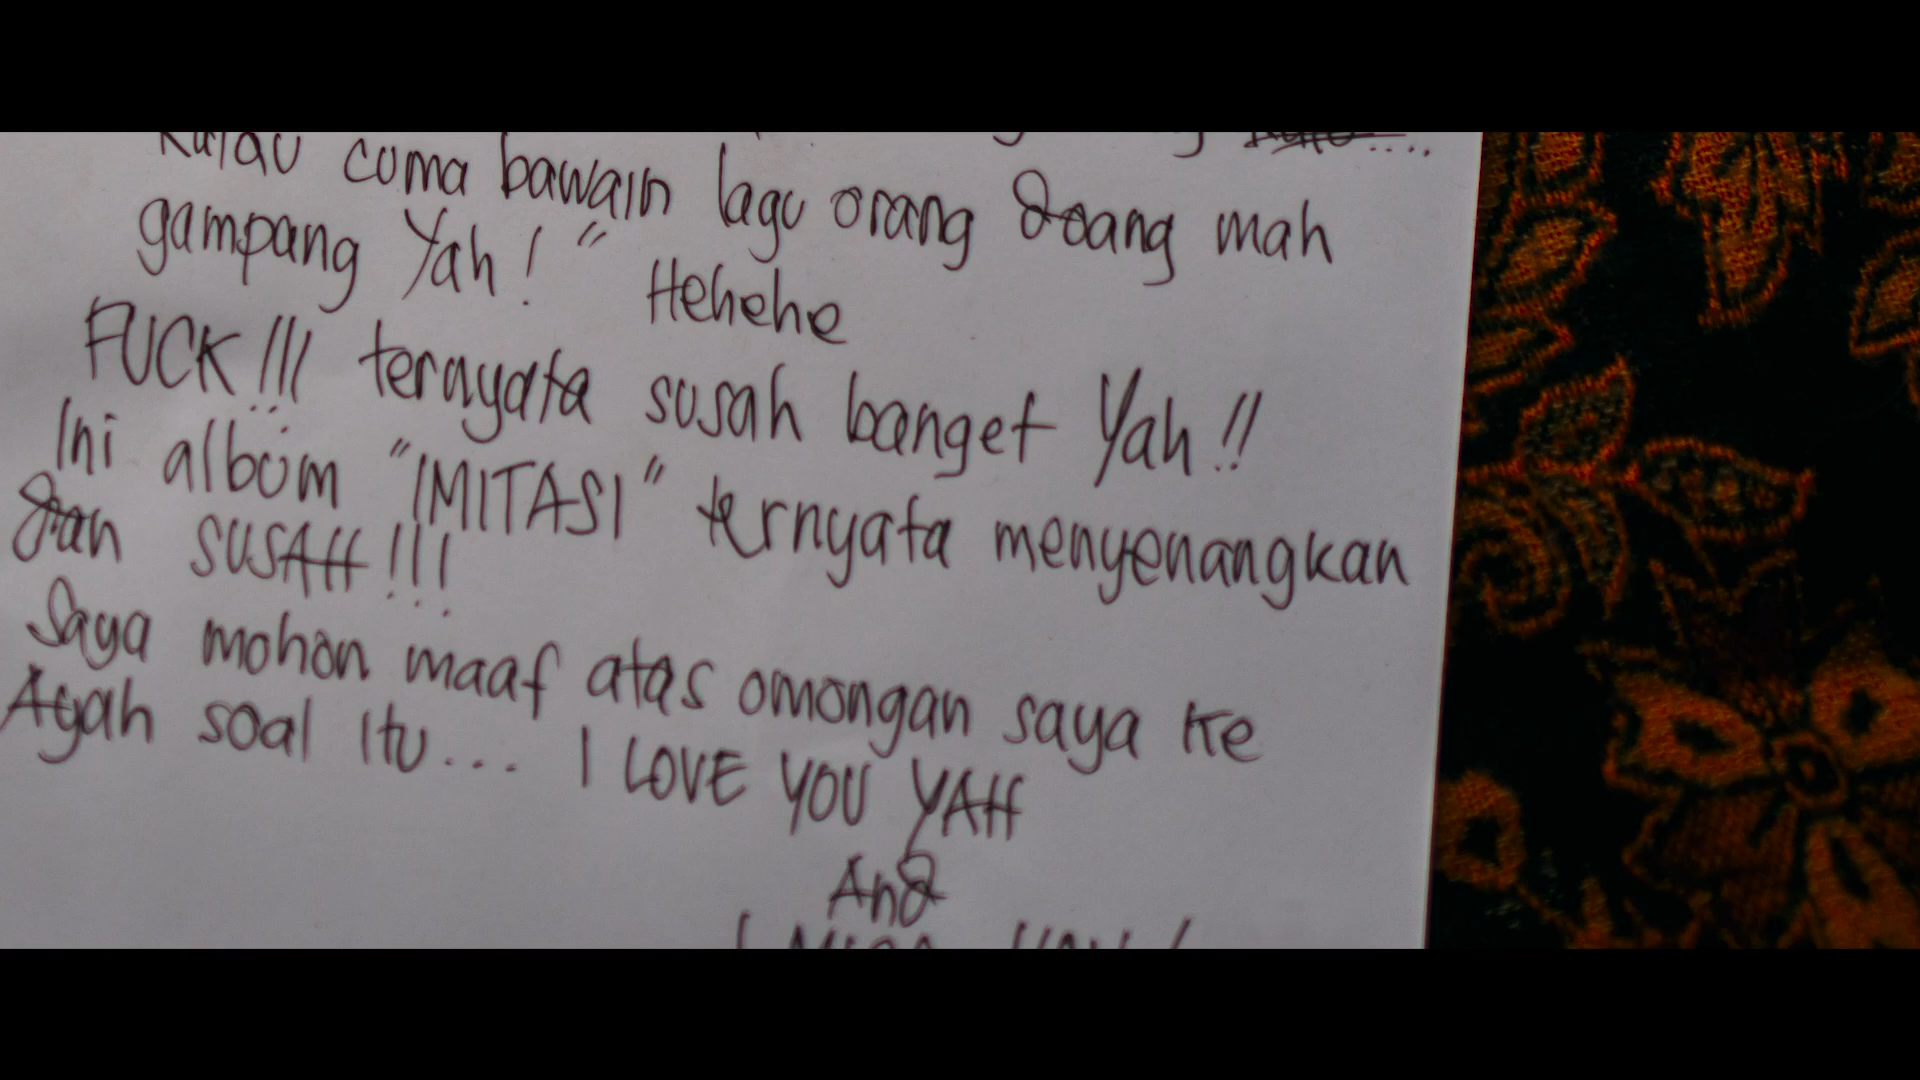 Kalau cuma bawain lagu orang doang mah
gampang Yah!" Hehehe
FUCK!!! ternyata susah banget Yah!!
Ini album "IMITASI" ternyata menyenangkan
dan SUSAH!!!
Saya mohon maaf atas omongan saya ke
Ayah soal itu... I LOVE YOU YAH
And